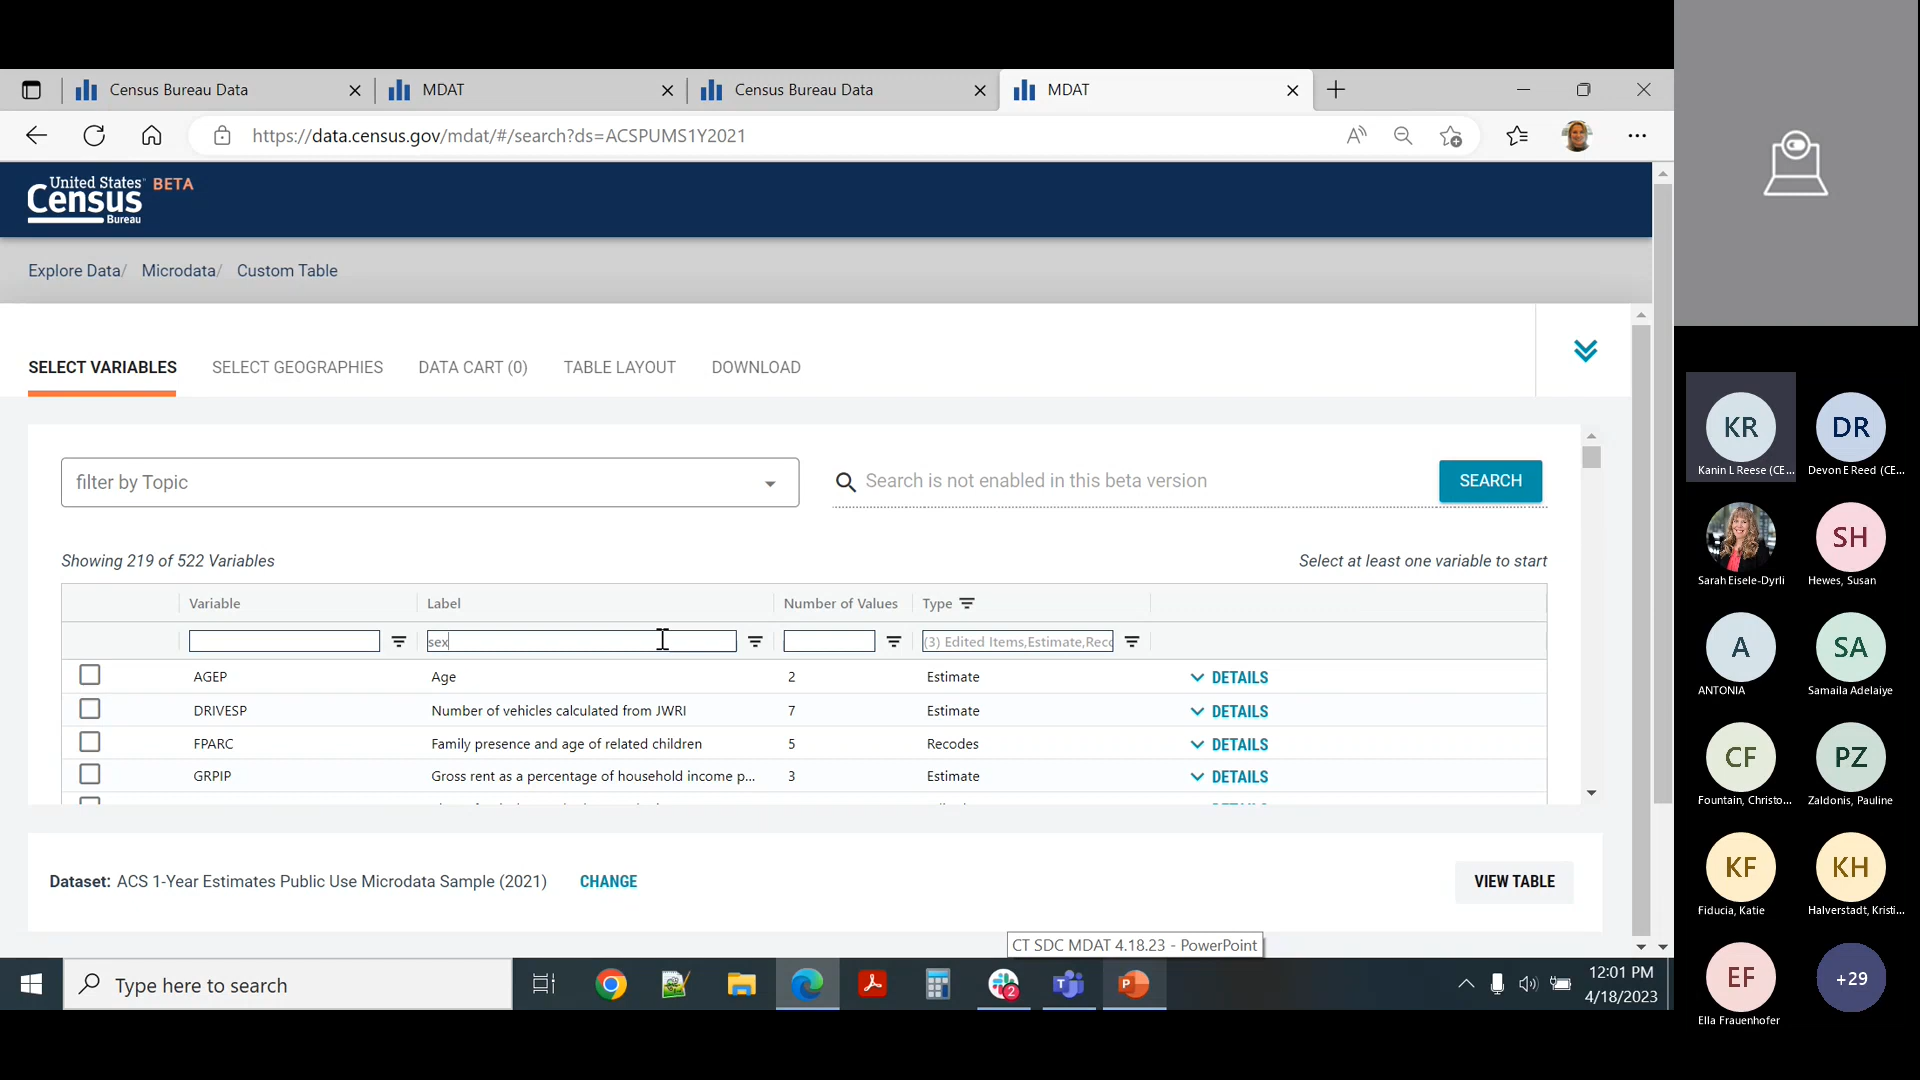 Census Bureau Data
MDAT
Census Bureau Data
MDAT
https://data.census.gov/mdat/#/search?ds=ACSPUMS1Y2021
United States
Census
Bureau
BETA
Explore Data/ Microdata/ Custom Table
SELECT VARIABLES SELECT GEOGRAPHIES DATA CART (0) TABLE LAYOUT DOWNLOAD
filter by Topic
Search is not enabled in this beta version
SEARCH
Showing 219 of 522 Variables
Select at least one variable to start
Variable Label Number of Values Type
sex (3) Edited Items,Estimate,Reco
AGEP Age 2 Estimate DETAILS
DRIVESP Number of vehicles calculated from JWRI 7 Estimate DETAILS
FPARC Family presence and age of related children 5 Recodes DETAILS
GRPIP Gross rent as a percentage of household income p... 3 Estimate DETAILS
Dataset: ACS 1-Year Estimates Public Use Microdata Sample (2021) CHANGE
VIEW TABLE
CT SDC MDAT 4.18.23 - PowerPoint
Type here to search
2
12:01 PM
4/18/2023
KR
Kanin L Reese (CE...
DR
Devon E Reed (CE...
Sarah Eisele-Dyrli
SH
Hewes, Susan
A
ANTONIA
SA
Samaila Adelaiye
CF
Fountain, Christo...
PZ
Zaldonis, Pauline
KF
Fiducia, Katie
KH
Halverstadt, Kristi...
EF
Ella Frauenhofer
+29